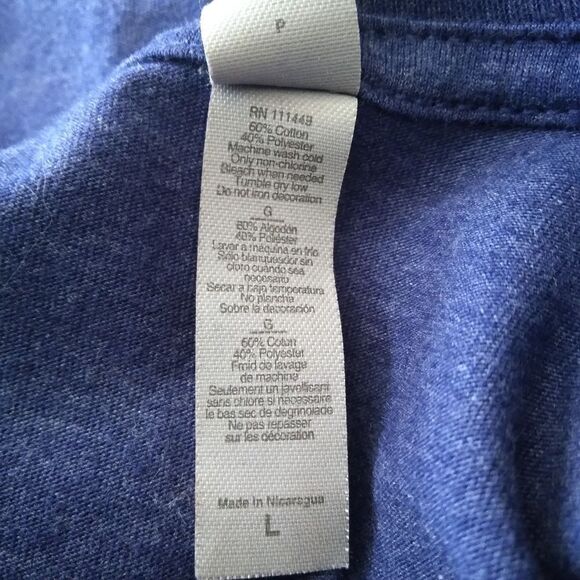 P
RN 111449
60% Cotton
40% Polyester
Machine wash cold
Only non-chlorine
Bleach when needed
Tumble dry low
Do not iron decoration
G
60% Algodón
40% Poliéster
Lavar a máquina en frío
Sólo blanqueador sin
cloro cuando sea
necesario
Secar a baja temperatura
No plancha
Sobre la decoración
G
60% Coton
40% Polyester
Froid de lavage
de machine
Seulement un javellisant
sans chlore si necessaire
le bas sec de degringolade
Ne pas repasser
sur les décoration
Made In Nicaragua
L